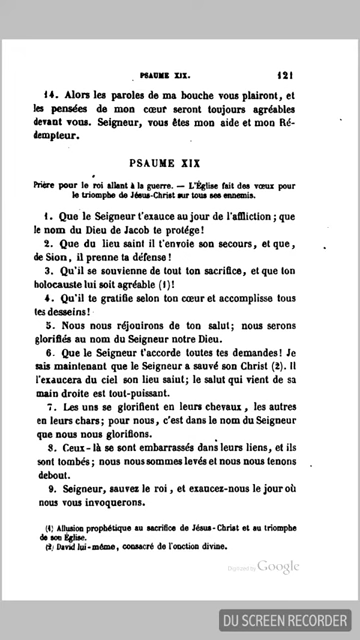 PSAUME XIX. 121
14. Alors les paroles de ma bouche vous plairont, et
les pensées de mon cœur seront toujours agréables
devant vous. Seigneur, vous êtes mon aide et mon Ré-
dempteur.
PSAUME XIX
Prière pour le roi allant à la guerre. — L'Église fait des vœux pour
le triomphe de Jésus-Christ sur tous ses ennemis.
1. Que le Seigneur t'exauce au jour de l'affliction; que
le nom du Dieu de Jacob te protége!
2. Que du lieu saint il t'envoie son secours, et que,
de Sion, il prenne ta défense!
3. Qu'il se souvienne de tout ton sacrifice, et que ton
holocauste lui soit agréable (1)!
4. Qu'il te gratifie selon ton cœur et accomplisse tous
tes desseins!
5. Nous nous réjouirons de ton salut; nous serons
glorifiés au nom du Seigneur notre Dieu.
6. Que le Seigneur t'accorde toutes tes demandes! Je
sais maintenant que le Seigneur a sauvé son Christ (2). Il
l'exaucera du ciel son lieu saint; le salut qui vient de sa
main droite est tout-puissant.
7. Les uns se glorifient en leurs chevaux, les autres
en leurs chars; pour nous, c'est dans le nom du Seigneur
que nous nous glorifions.
8. Ceux-là se sont embarrassés dans leurs liens, et ils
sont tombés; nous nous sommes levés et nous nous tenons
debout.
9. Seigneur, sauvez le roi, et exaucez-nous le jour où
nous vous invoquerons.
(1) Allusion prophétique au sacrifice de Jésus-Christ et au triomphe
de son Église.
(2) David lui-même, consacré de l'onction divine.
Digitized by Google
DU SCREEN RECORDER